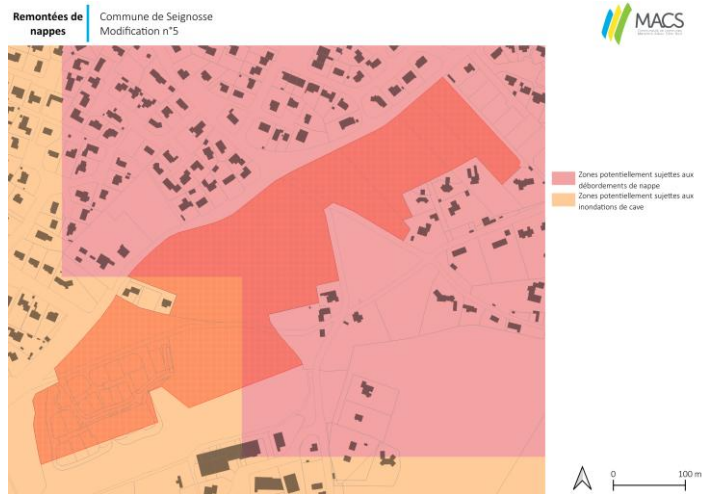 Remontées de
nappes
Commune de Seignosse
Modification n°5
MACS
Zones potentiellement sujettes aux
débordements de nappe
Zones potentiellement sujettes aux
inondations de cave
0
100 m